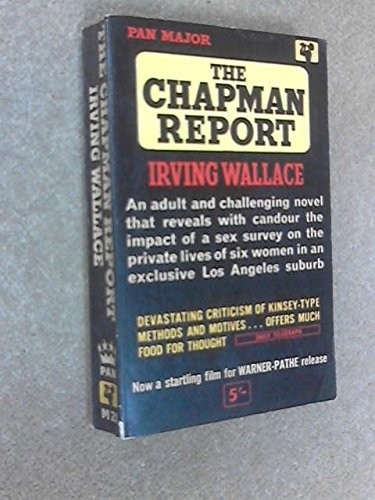 PAN MAJOR
THE
CHAPMAN
REPORT
IRVING WALLACE
An adult and challenging novel
that reveals with candour the
impact of a sex survey on the
private lives of six women in an
exclusive Los Angeles suburb
DEVASTATING CRITICISM OF KINSEY-TYPE
METHODS AND MOTIVES . . . OFFERS MUCH
FOOD FOR THOUGHT DAILY TELEGRAPH
Now a startling film for WARNER-PATHE release
5/-
THE CHAPMAN REPORT
IRVING WALLACE
PAN